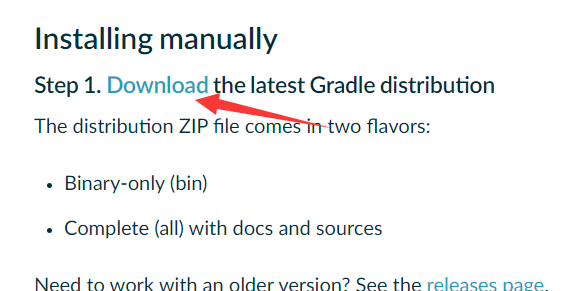 Installing manually
Step 1. Download the latest Gradle distribution
The distribution ZIP file comes in two flavors:
Binary-only (bin)
Complete (all) with docs and sources
Need to work with an older version? See the releases page.